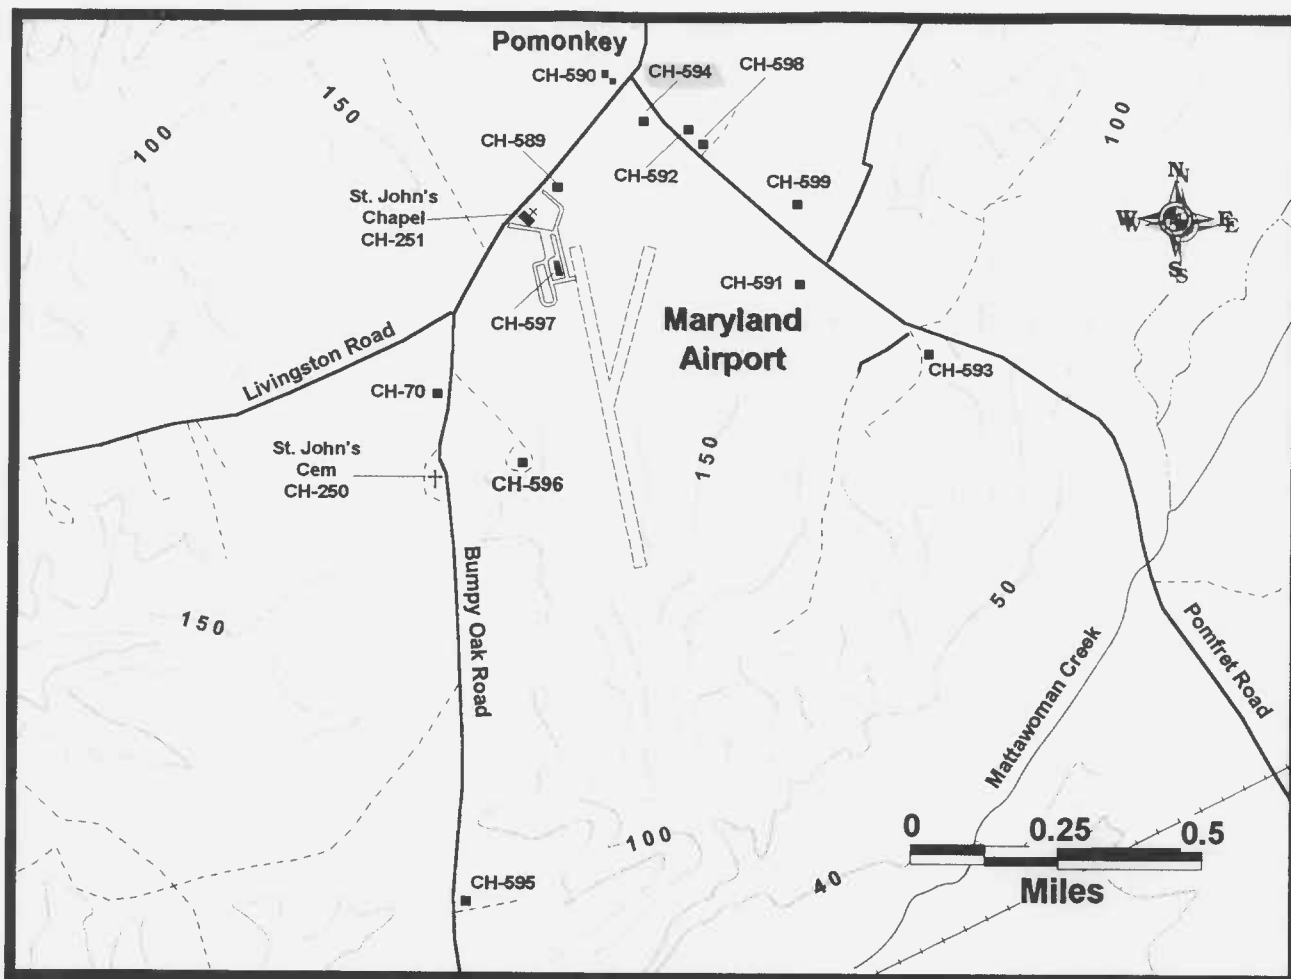 Pomonkey
CH-590
CH-594
CH-598
150
100
100
CH-589
CH-592
CH-599
St. John's
Chapel
CH-251
N
N
W
W
E
E
S
S
CH-597
CH-591
Maryland
Airport
Livingston Road
CH-593
CH-70
St. John's
Cem
CH-250
CH-596
150
Bumpy Oak Road
150
50
Mattawoman Creek
Pomfret Road
100
40
CH-595
0
0.25
0.5
Miles